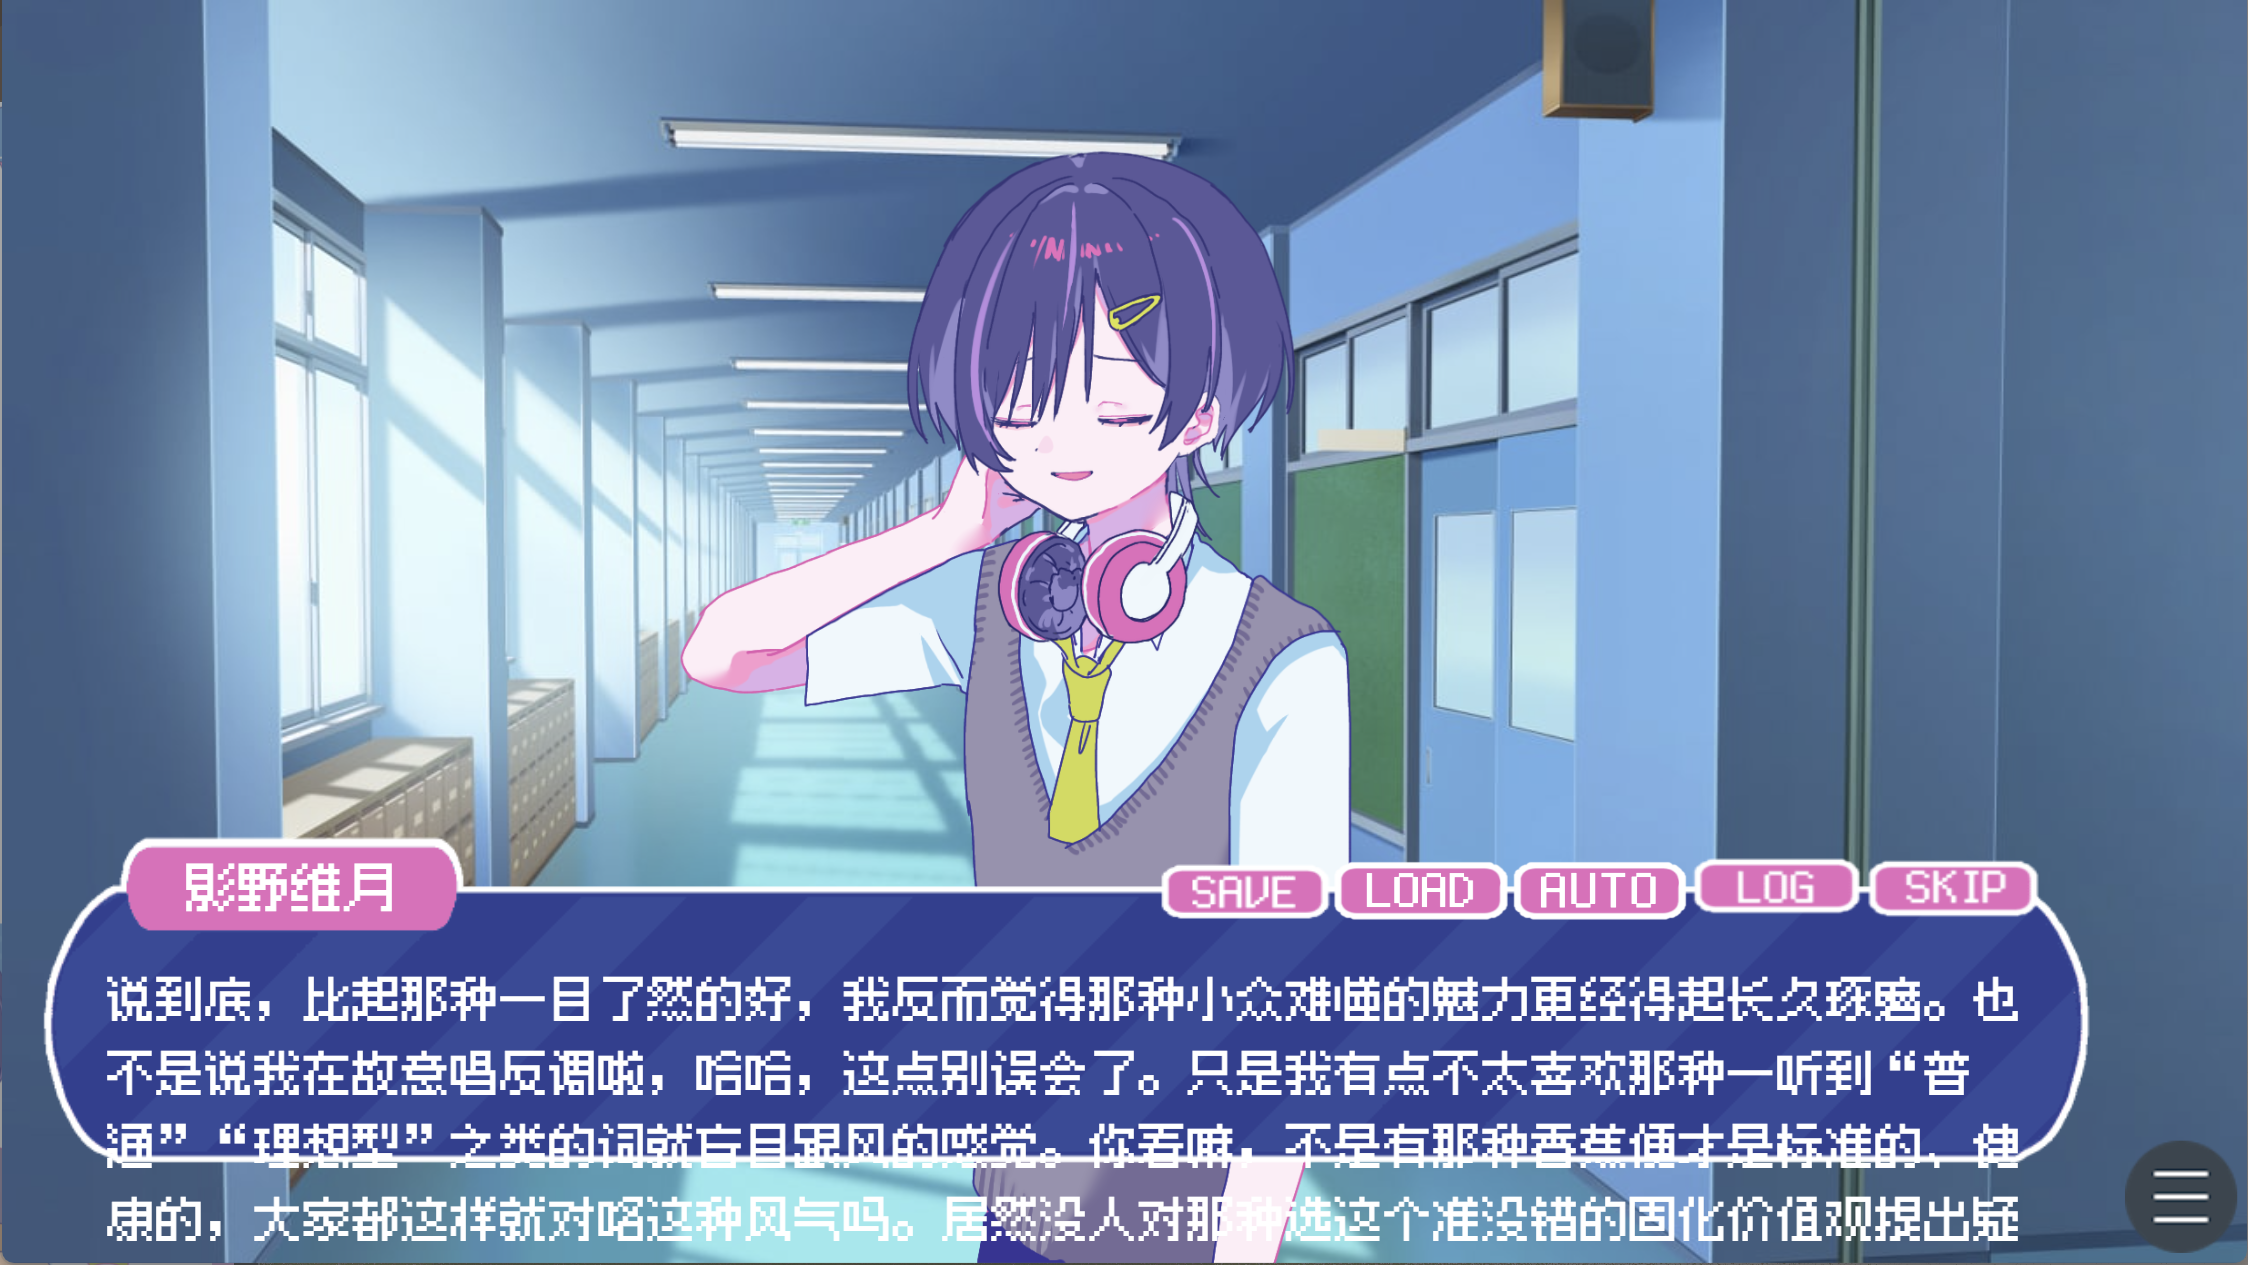 影野维月
SAVE
LOAD
AUTO
LOG
SKIP
说到底，比起那种一目了然的好，我反而觉得那种小众难懂的魅力更经得起长久琢磨。也
不是说我在故意唱反调啦，哈哈，这点别误会了。只是我有点不太喜欢那种一听到“普
通”“理想型”之类的词就盲目跟风的感觉。你看嘛，不是有那种香蕉便才是标准的，健
康的，大家都这样就对咯这种风气吗。居然没人对那种选这个准没错的固化价值观提出疑